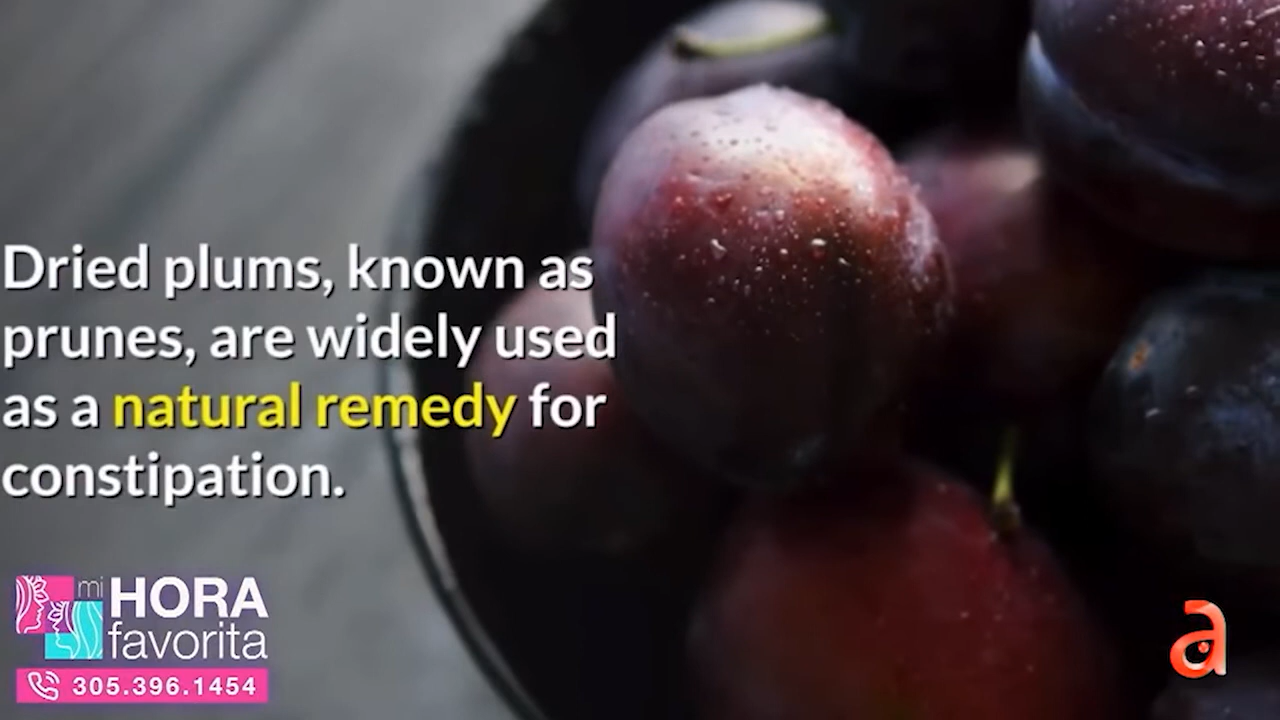 Dried plums, known as
prunes, are widely used
as a natural remedy for
constipation.
mi HORA
favorita
305.396.1454
a